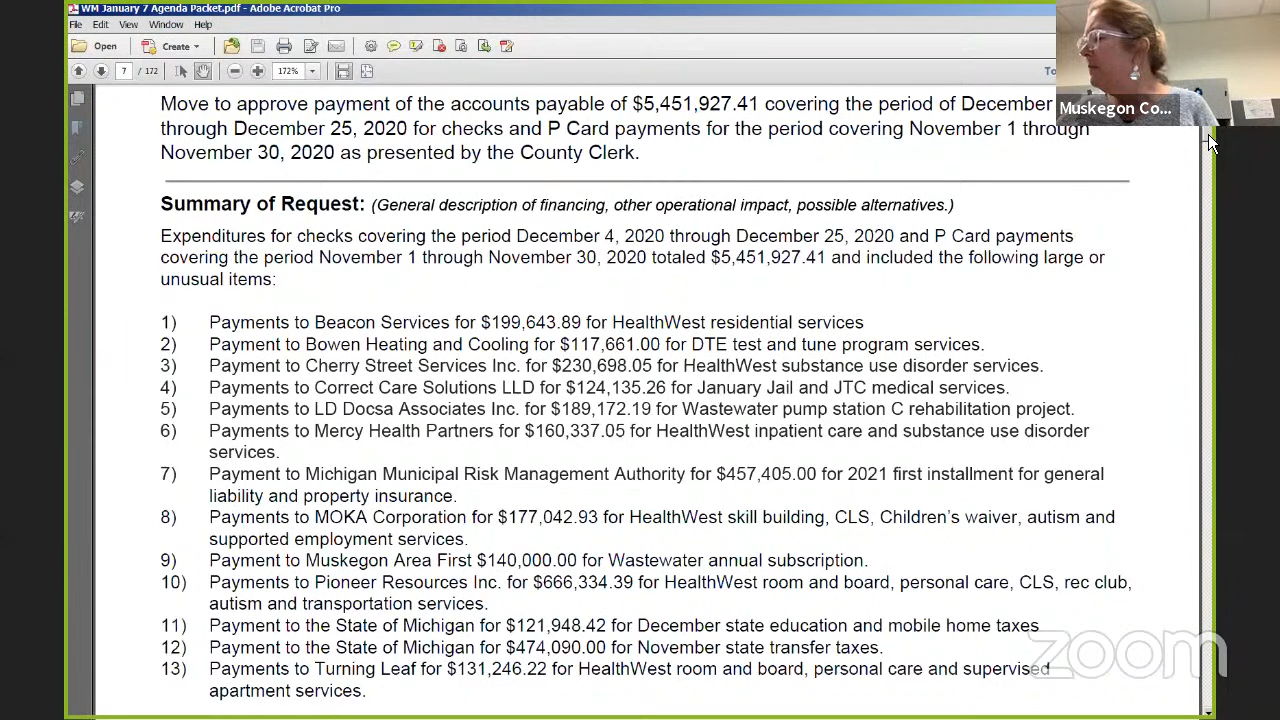 WM January 7 Agenda Packet.pdf - Adobe Acrobat Pro
File Edit View Window Help
Open Create
7 / 172 172% To
Muskegon Co...
Move to approve payment of the accounts payable of $5,451,927.41 covering the period of December
through December 25, 2020 for checks and P Card payments for the period covering November 1 through
November 30, 2020 as presented by the County Clerk.
Summary of Request: (General description of financing, other operational impact, possible alternatives.)
Expenditures for checks covering the period December 4, 2020 through December 25, 2020 and P Card payments
covering the period November 1 through November 30, 2020 totaled $5,451,927.41 and included the following large or
unusual items:
1) Payments to Beacon Services for $199,643.89 for HealthWest residential services
2) Payment to Bowen Heating and Cooling for $117,661.00 for DTE test and tune program services.
3) Payment to Cherry Street Services Inc. for $230,698.05 for HealthWest substance use disorder services.
4) Payments to Correct Care Solutions LLD for $124,135.26 for January Jail and JTC medical services.
5) Payments to LD Docsa Associates Inc. for $189,172.19 for Wastewater pump station C rehabilitation project.
6) Payments to Mercy Health Partners for $160,337.05 for HealthWest inpatient care and substance use disorder
services.
7) Payment to Michigan Municipal Risk Management Authority for $457,405.00 for 2021 first installment for general
liability and property insurance.
8) Payments to MOKA Corporation for $177,042.93 for HealthWest skill building, CLS, Children's waiver, autism and
supported employment services.
9) Payment to Muskegon Area First $140,000.00 for Wastewater annual subscription.
10) Payments to Pioneer Resources Inc. for $666,334.39 for HealthWest room and board, personal care, CLS, rec club,
autism and transportation services.
11) Payment to the State of Michigan for $121,948.42 for December state education and mobile home taxes
12) Payment to the State of Michigan for $474,090.00 for November state transfer taxes.
13) Payments to Turning Leaf for $131,246.22 for HealthWest room and board, personal care and supervised
apartment services.
zoom